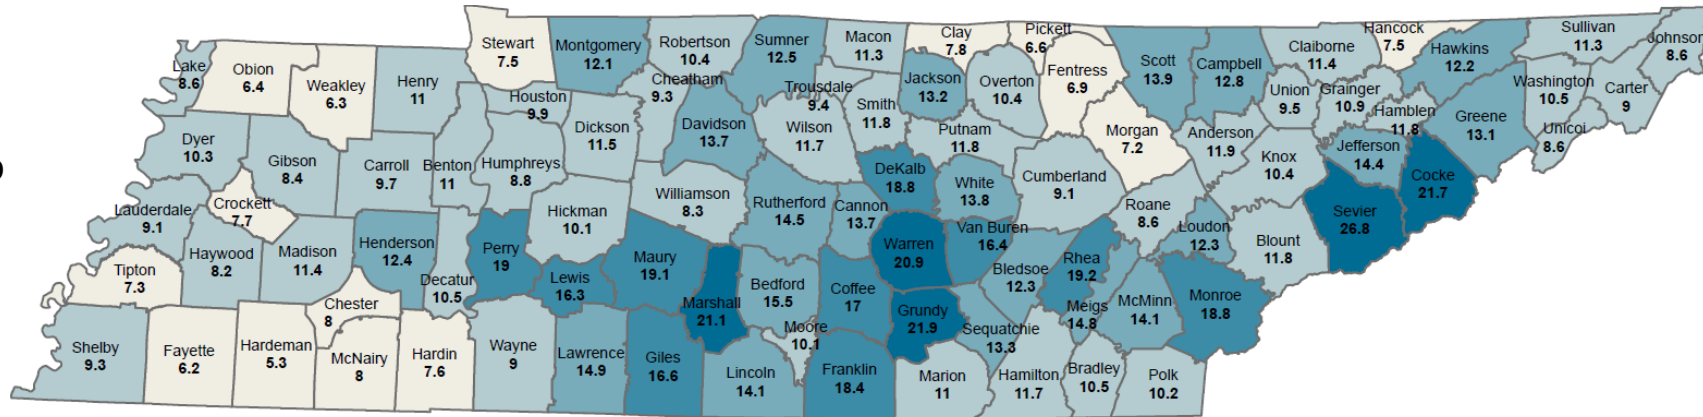 Lake
8.6
Obion
6.4
Weakley
6.3
Henry
11
Stewart
7.5
Montgomery
12.1
Robertson
10.4
Sumner
12.5
Macon
11.3
Clay
7.8
Pickett
6.6
Fentress
6.9
Scott
13.9
Campbell
12.8
Claiborne
11.4
Hancock
7.5
Hawkins
12.2
Sullivan
11.3
Johnson
8.6
Houston
9.9
Cheatham
9.3
Trousdale
9.4
Jackson
13.2
Overton
10.4
Union
9.5
Grainger
10.9
Hamblen
11.8
Greene
13.1
Washington
10.5
Carter
9
Unicoi
8.6
Dyer
10.3
Gibson
8.4
Carroll
9.7
Benton
11
Humphreys
8.8
Dickson
11.5
Davidson
13.7
Wilson
11.7
Smith
11.8
Putnam
11.8
Morgan
7.2
Anderson
11.9
Knox
10.4
Jefferson
14.4
Cocke
21.7
Sevier
26.8
Lauderdale
9.1
Crockett
7.7
Haywood
8.2
Madison
11.4
Henderson
12.4
Decatur
10.5
Perry
19
Hickman
10.1
Williamson
8.3
Rutherford
14.5
Cannon
13.7
DeKalb
18.8
White
13.8
Cumberland
9.1
Roane
8.6
Loudon
12.3
Blount
11.8
Tipton
7.3
Chester
8
Lewis
16.3
Maury
19.1
Marshall
21.1
Bedford
15.5
Coffee
17
Warren
20.9
Van Buren
16.4
Bledsoe
12.3
Rhea
19.2
Meigs
14.8
McMinn
14.1
Monroe
18.8
Shelby
9.3
Fayette
6.2
Hardeman
5.3
McNairy
8
Hardin
7.6
Wayne
9
Lawrence
14.9
Giles
16.6
Lincoln
14.1
Moore
10.1
Franklin
18.4
Grundy
21.9
Sequatchie
13.3
Marion
11
Hamilton
11.7
Bradley
10.5
Polk
10.2